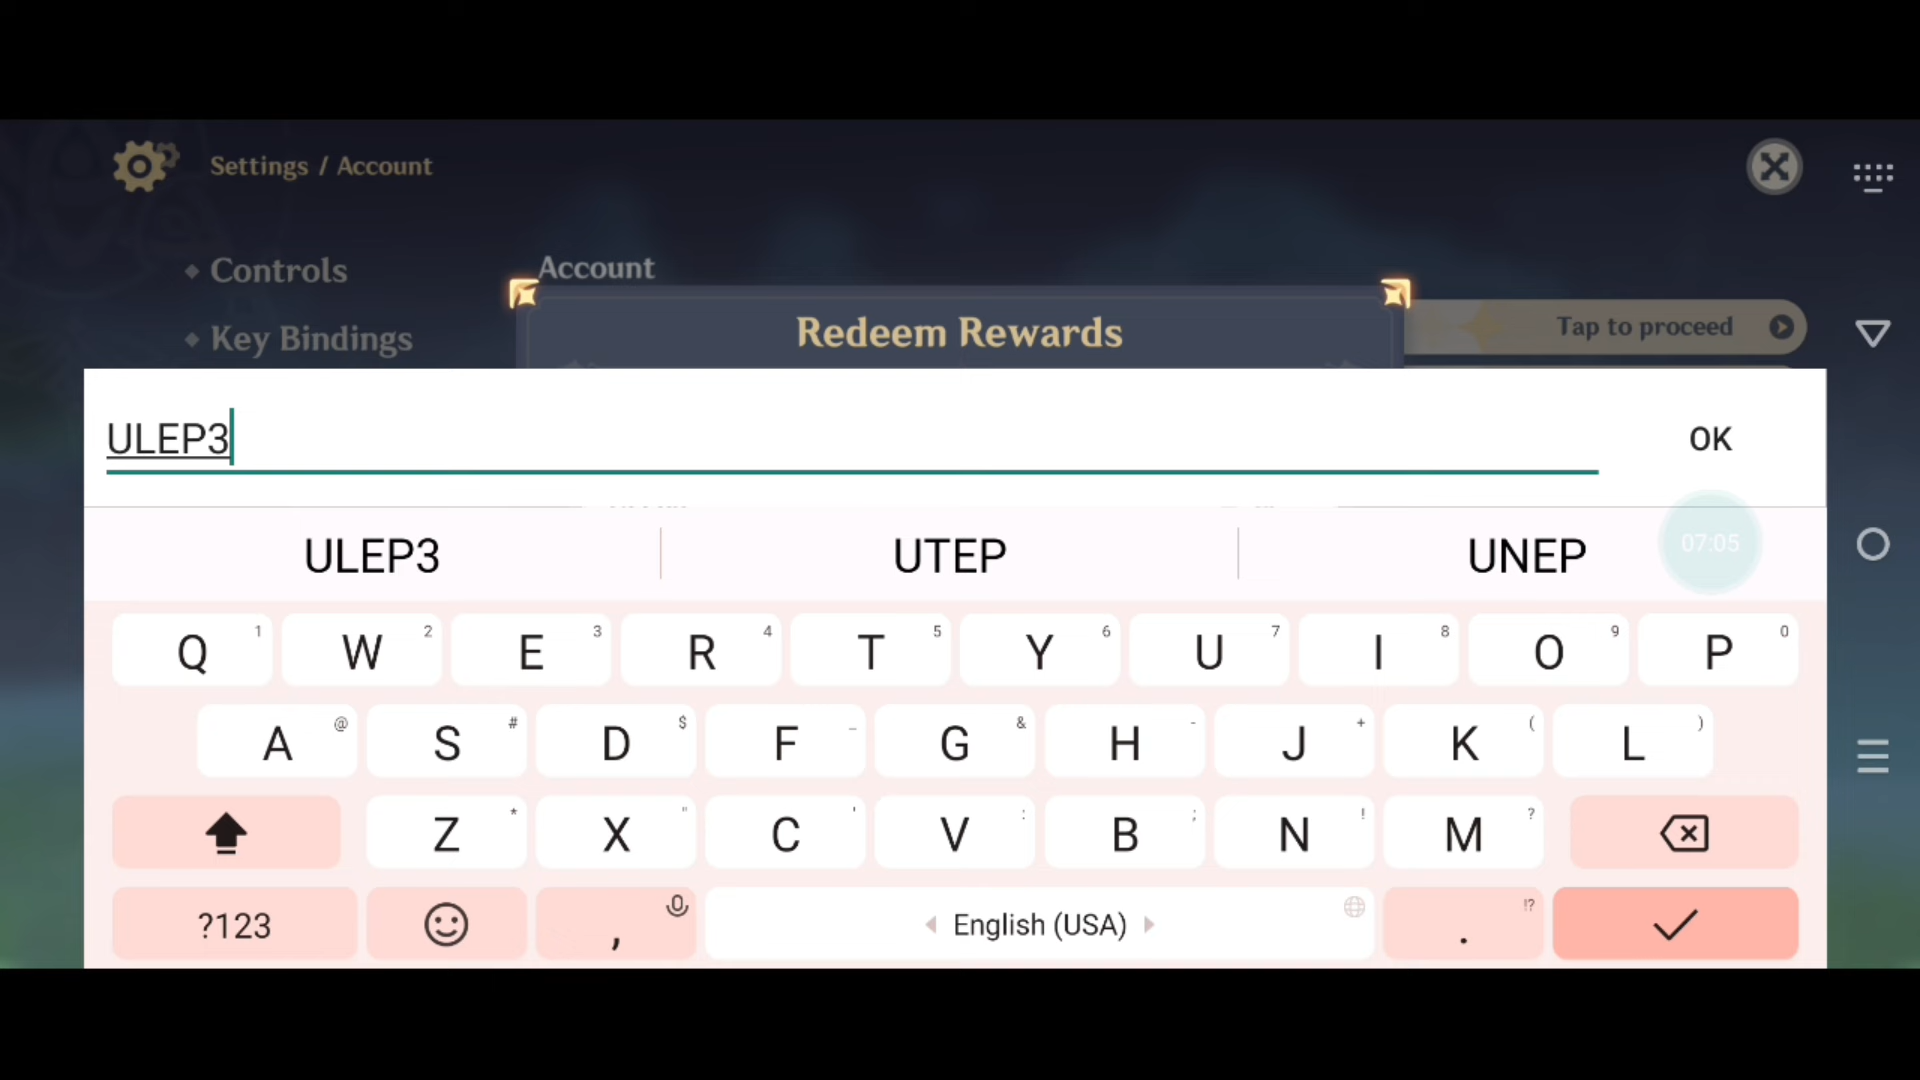 Settings / Account
Controls
Account
Key Bindings
Redeem Rewards
Tap to proceed
ULEP3
OK
ULEP3 UTEP UNEP
07:05
Q 1 W 2 E 3 R 4 T 5 Y 6 U 7 I 8 O 9 P 0
A @ S # D $ F _ G & H - J + K ( L )
Z * X " C ' V : B ; N ! M ?
?123 , English (USA) . !?